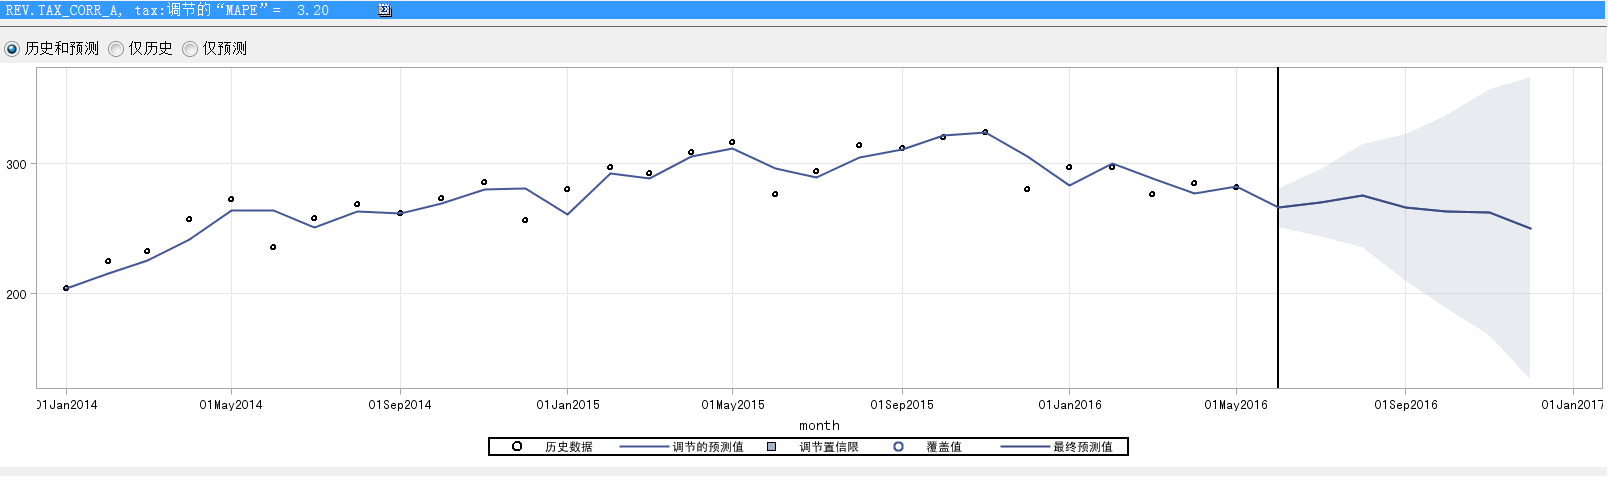 REV.TAX_CORR_A, tax:调节的“MAPE”= 3.20
历史和预测 仅历史 仅预测
300
200
01Jan2014 01May2014 01Sep2014 01Jan2015 01May2015 01Sep2015 01Jan2016 01May2016 01Sep2016 01Jan2017
month
历史数据 调节的预测值 调节置信限 覆盖值 最终预测值